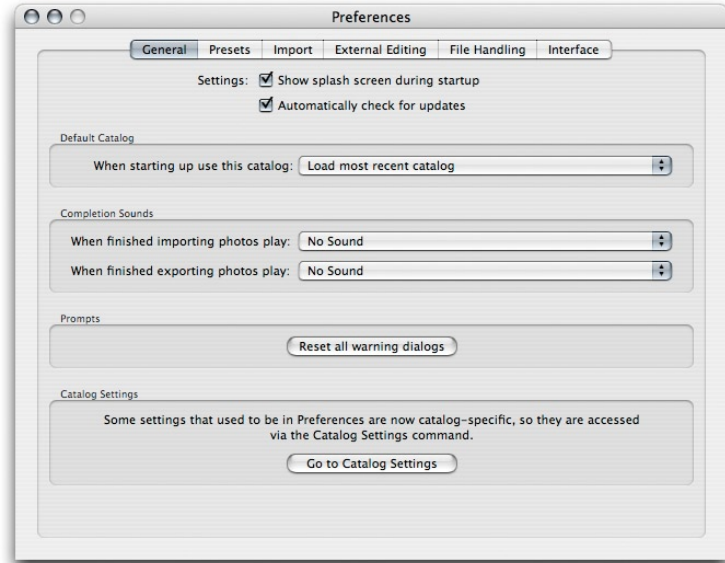 Preferences
General Presets Import External Editing File Handling Interface
Settings: Show splash screen during startup
Automatically check for updates
Default Catalog
When starting up use this catalog: Load most recent catalog
Completion Sounds
When finished importing photos play: No Sound
When finished exporting photos play: No Sound
Prompts
Reset all warning dialogs
Catalog Settings
Some settings that used to be in Preferences are now catalog-specific, so they are accessed
via the Catalog Settings command.
Go to Catalog Settings